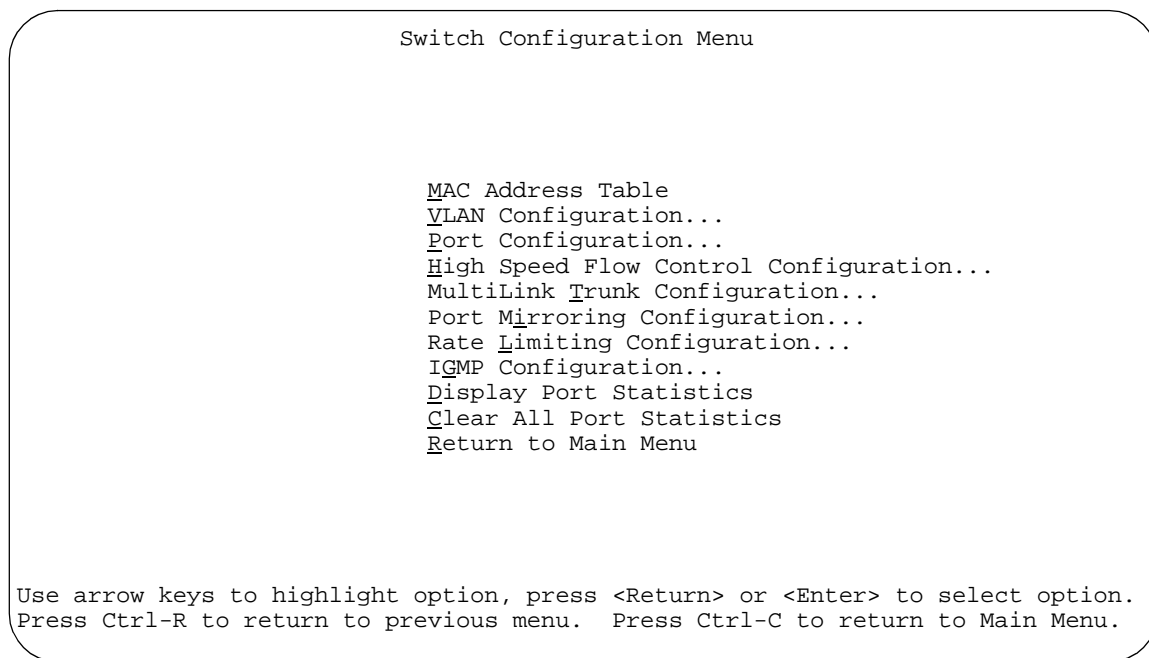 Switch Configuration Menu
MAC Address Table
VLAN Configuration...
Port Configuration...
High Speed Flow Control Configuration...
MultiLink Trunk Configuration...
Port Mirroring Configuration...
Rate Limiting Configuration...
IGMP Configuration...
Display Port Statistics
Clear All Port Statistics
Return to Main Menu
Use arrow keys to highlight option, press <Return> or <Enter> to select option.
Press Ctrl-R to return to previous menu.  Press Ctrl-C to return to Main Menu.